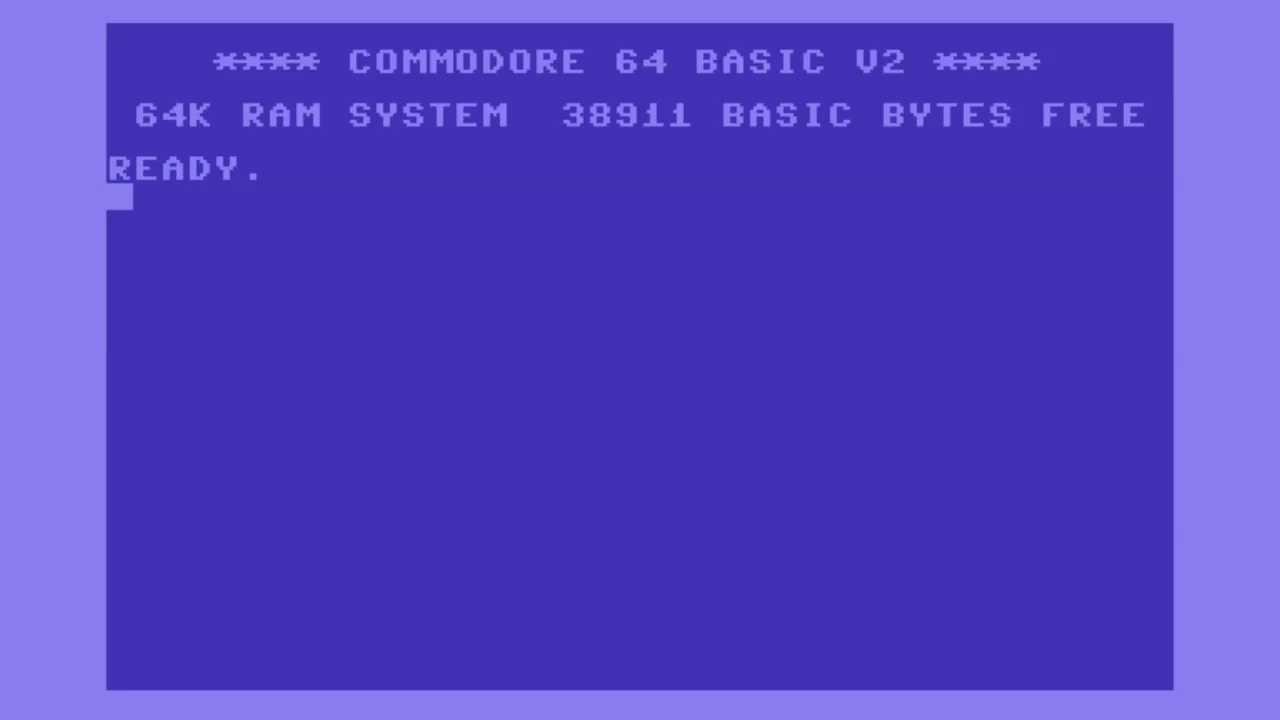 **** COMMODORE 64 BASIC V2 ****
64K RAM SYSTEM  38911 BASIC BYTES FREE
READY.